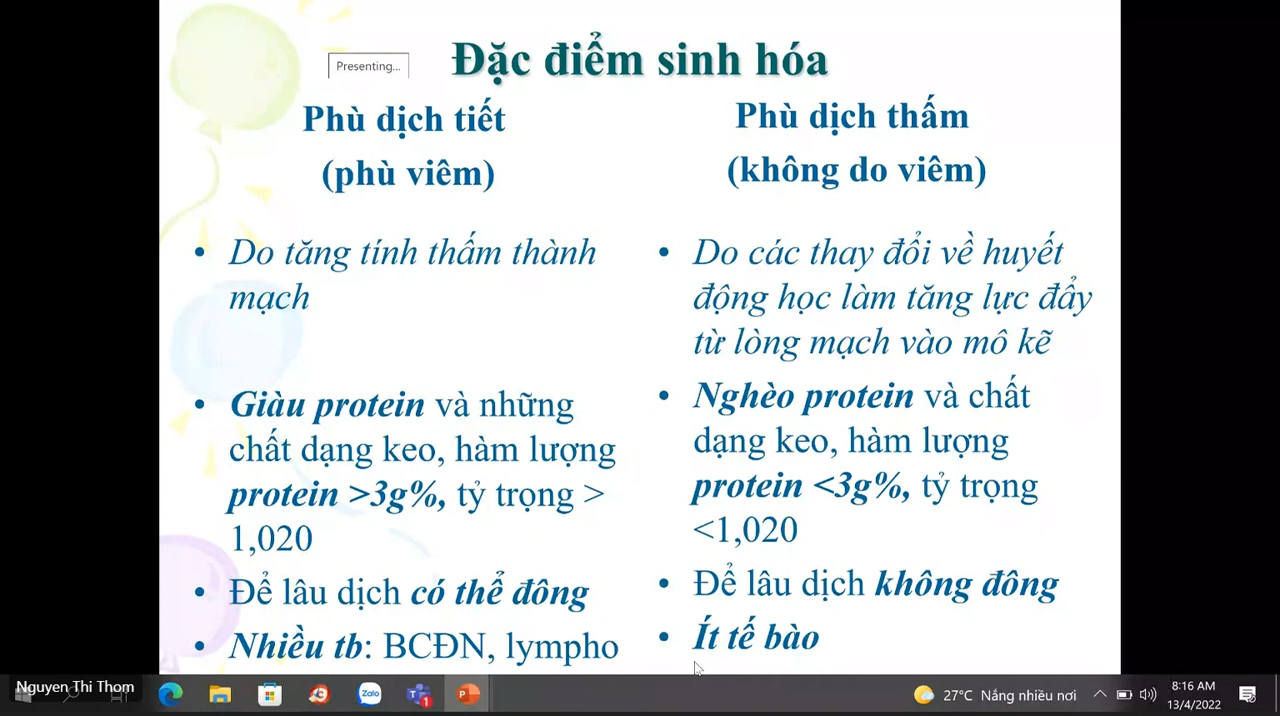 Presenting...
Đặc điểm sinh hóa
Phù dịch tiết
(phù viêm)
Do tăng tính thấm thành
mạch
Giàu protein và những
chất dạng keo, hàm lượng
protein >3g%, tỷ trọng >
1,020
Để lâu dịch có thể đông
Nhiều tb: BCĐN, lympho
Phù dịch thấm
(không do viêm)
Do các thay đổi về huyết
động học làm tăng lực đẩy
từ lòng mạch vào mô kẽ
Nghèo protein và chất
dạng keo, hàm lượng
protein <3g%, tỷ trọng
<1,020
Để lâu dịch không đông
Ít tế bào
Nguyen Thi Thom
Zalo
1
27°C Nắng nhiều nơi
8:16 AM
13/4/2022